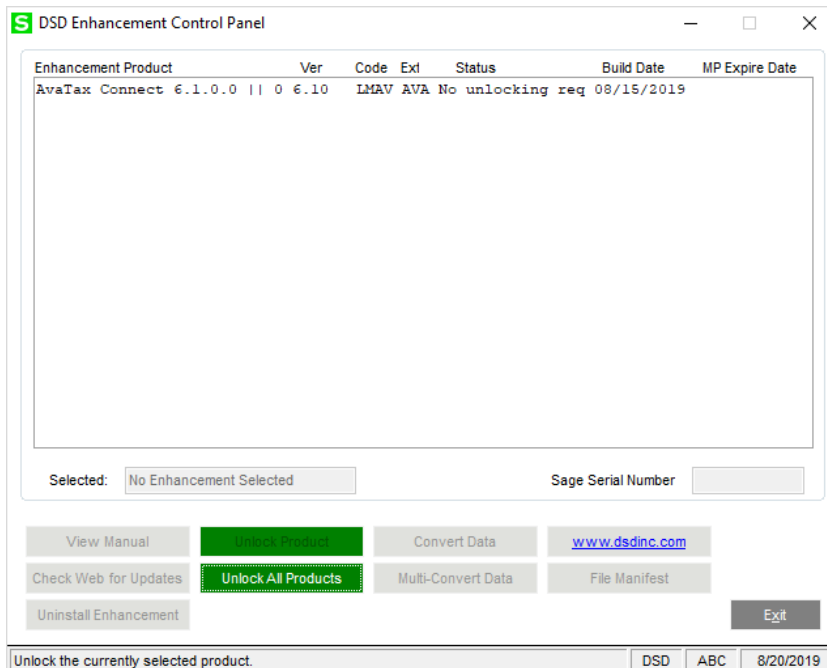 S DSD Enhancement Control Panel
Enhancement Product Ver Code Ext Status Build Date MP Expire Date
AvaTax Connect 6.1.0.0 || 0 6.10 LMAV AVA No unlocking req 08/15/2019
Selected: No Enhancement Selected Sage Serial Number
View Manual Unlock Product Convert Data www.dsdinc.com
Check Web for Updates Unlock All Products Multi-Convert Data File Manifest
Uninstall Enhancement Exit
Unlock the currently selected product. DSD ABC 8/20/2019